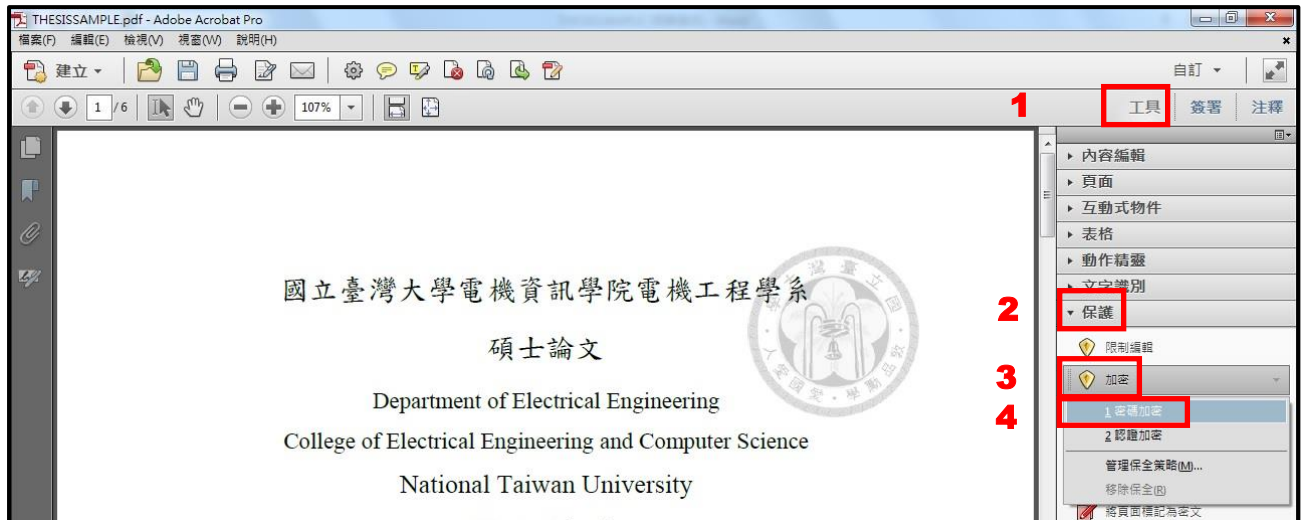 THESISSAMPLE.pdf - Adobe Acrobat Pro
檔案(F) 編輯(E) 檢視(V) 視窗(W) 說明(H)
建立 自訂
1 /6 107% 1 工具 簽署 注釋
內容編輯
頁面
互動式物件
表格
動作精靈
文字識別
2 保護
限制編輯
3 加密
4 1 密碼加密
2 認證加密
管理保全策略(M)...
移除保全(R)
將頁面標記為密文
國立臺灣大學電機資訊學院電機工程學系
碩士論文
Department of Electrical Engineering
College of Electrical Engineering and Computer Science
National Taiwan University